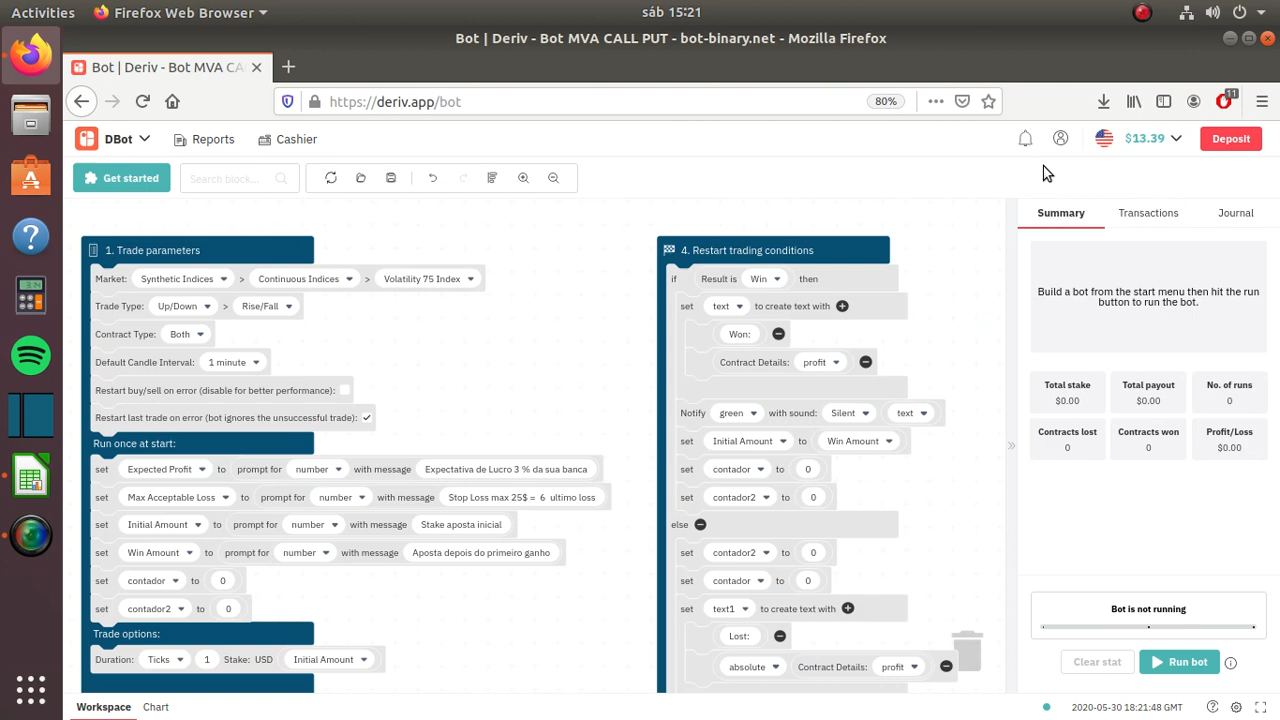 Activities Firefox Web Browser sáb 15:21
Bot | Deriv - Bot MVA CALL PUT - bot-binary.net - Mozilla Firefox
Bot | Deriv - Bot MVA CA
https://deriv.app/bot 80% 11
DBot Reports Cashier $13.39 Deposit
Get started Search block...
Summary Transactions Journal
1. Trade parameters
Market: Synthetic Indices > Continuous Indices > Volatility 75 Index
Trade Type: Up/Down > Rise/Fall
Contract Type: Both
Default Candle Interval: 1 minute
Restart buy/sell on error (disable for better performance):
Restart last trade on error (bot ignores the unsuccessful trade):
Run once at start:
set Expected Profit to prompt for number with message Expectativa de Lucro 3 % da sua banca
set Max Acceptable Loss to prompt for number with message Stop Loss max 25$ = 6 ultimo loss
set Initial Amount to prompt for number with message Stake aposta inicial
set Win Amount to prompt for number with message Aposta depois do primeiro ganho
set contador to 0
set contador2 to 0
Trade options:
Duration: Ticks 1 Stake: USD Initial Amount
4. Restart trading conditions
if Result is Win then
set text to create text with
Won:
Contract Details: profit
Notify green with sound: Silent text
set Initial Amount to Win Amount
set contador to 0
set contador2 to 0
else
set contador2 to 0
set contador to 0
set text1 to create text with
Lost:
absolute Contract Details: profit
Build a bot from the start menu then hit the run
button to run the bot.
Total stake Total payout No. of runs
$0.00 $0.00 0
Contracts lost Contracts won Profit/Loss
0 0 $0.00
Bot is not running
Clear stat Run bot
Workspace Chart 2020-05-30 18:21:48 GMT